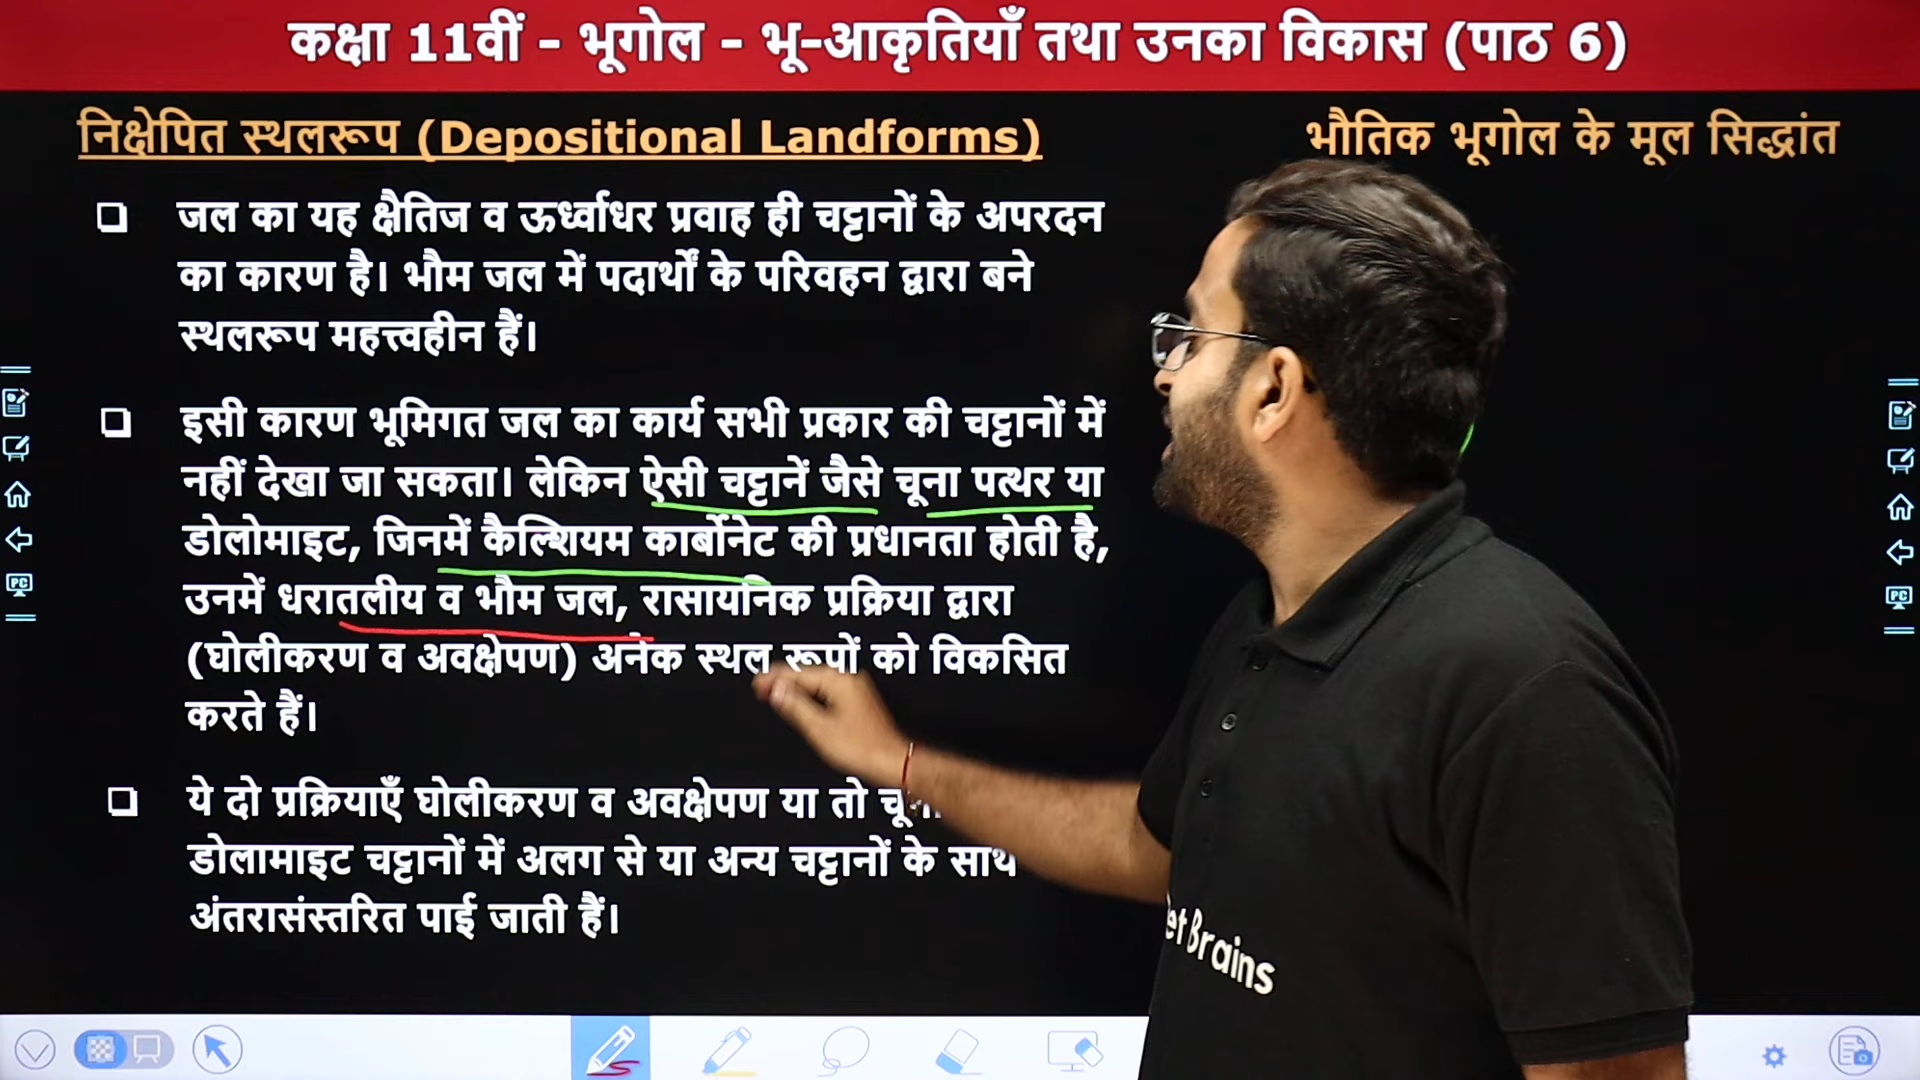 कक्षा 11वीं - भूगोल - भू-आकृतियाँ तथा उनका विकास (पाठ 6)
निक्षेपित स्थलरूप (Depositional Landforms)
भौतिक भूगोल के मूल सिद्धांत
❑ जल का यह क्षैतिज व ऊर्ध्वाधर प्रवाह ही चट्टानों के अपरदन
का कारण है। भौम जल में पदार्थों के परिवहन द्वारा बने
स्थलरूप महत्त्वहीन हैं।
❑ इसी कारण भूमिगत जल का कार्य सभी प्रकार की चट्टानों में
नहीं देखा जा सकता। लेकिन ऐसी चट्टानें जैसे चूना पत्थर या
डोलोमाइट, जिनमें कैल्शियम कार्बोनेट की प्रधानता होती है,
उनमें धरातलीय व भौम जल, रासायनिक प्रक्रिया द्वारा
(घोलीकरण व अवक्षेपण) अनेक स्थल रूपों को विकसित
करते हैं।
❑ ये दो प्रक्रियाएँ घोलीकरण व अवक्षेपण या तो
डोलामाइट चट्टानों में अलग से या अन्य चट्टानों के साथ
अंतरासंस्तरित पाई जाती हैं।
Brains
PC
PC